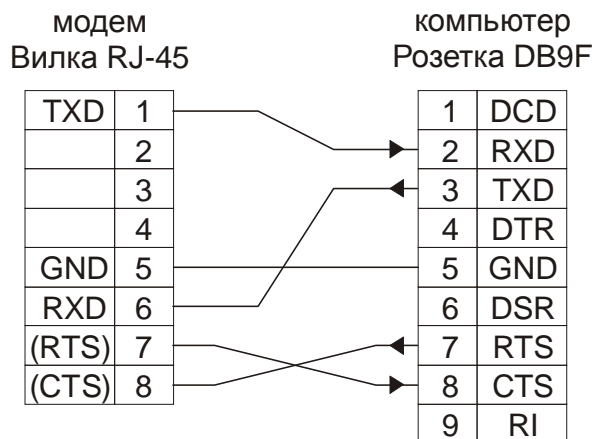 модем
Вилка RJ-45
TXD 1
2
3
4
GND 5
RXD 6
(RTS) 7
(CTS) 8
компьютер
Розетка DB9F
1 DCD
2 RXD
3 TXD
4 DTR
5 GND
6 DSR
7 RTS
8 CTS
9 RI